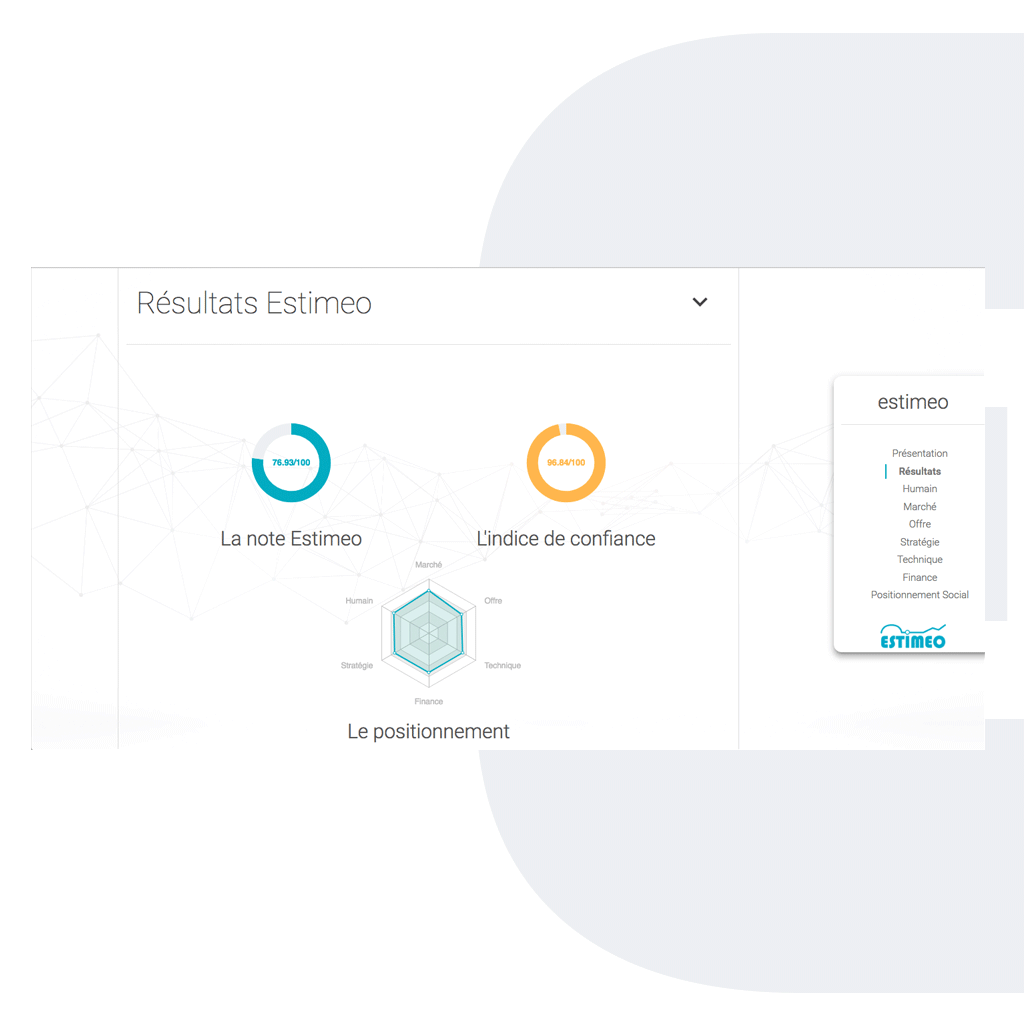 Résultats Estimeo
76.93/100
96.84/100
La note Estimeo
L'indice de confiance
Marché
Humain
Offre
Stratégie
Technique
Finance
Le positionnement
estimeo
Présentation
Résultats
Humain
Marché
Offre
Stratégie
Technique
Finance
Positionnement Social
ESTIMEO